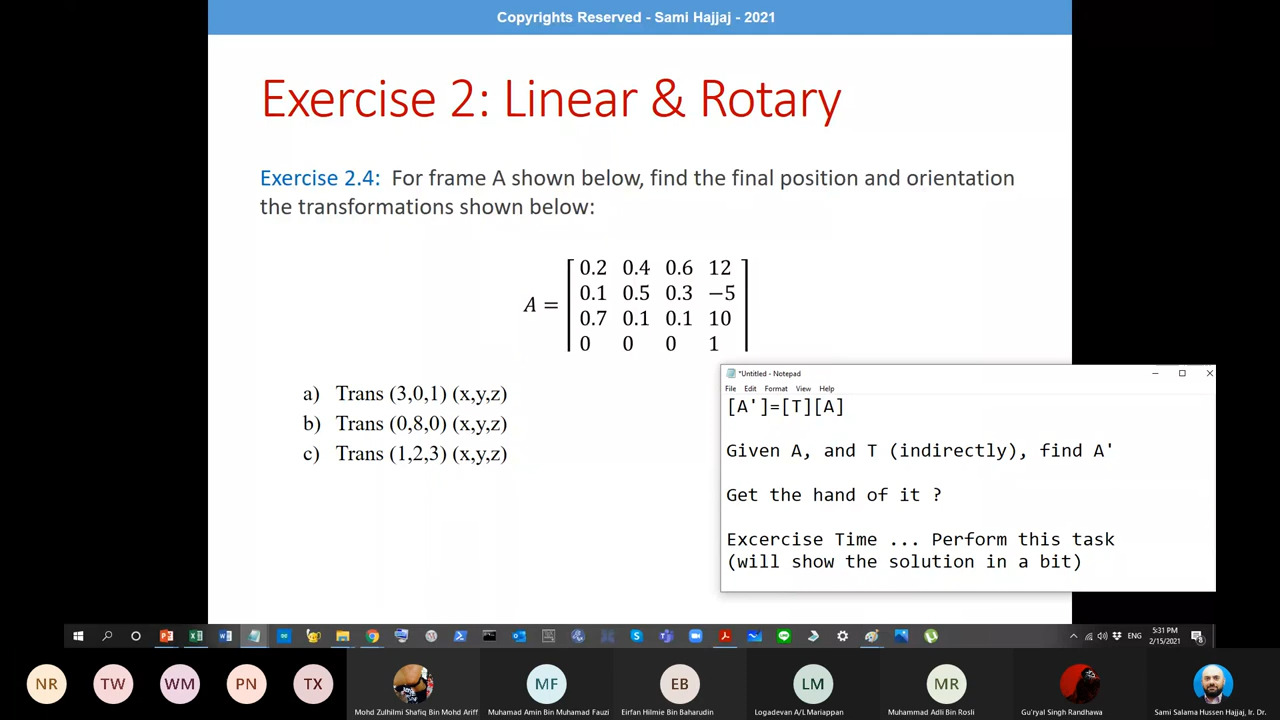 Copyrights Reserved - Sami Hajjaj - 2021
Exercise 2: Linear & Rotary
Exercise 2.4: For frame A shown below, find the final position and orientation
the transformations shown below:
A =
0.2 0.4 0.6 12
0.1 0.5 0.3 −5
0.7 0.1 0.1 10
0 0 0 1
a) Trans (3,0,1) (x,y,z)
b) Trans (0,8,0) (x,y,z)
c) Trans (1,2,3) (x,y,z)
*Untitled - Notepad
File Edit Format View Help
[A']=[T][A]
Given A, and T (indirectly), find A'
Get the hand of it ?
Excercise Time ... Perform this task
(will show the solution in a bit)
ENG
5:31 PM
2/15/2021
NR TW WM PN TX MF EB LM MR
Mohd Zulhilmi Shafiq Bin Mohd Ariff
Muhamad Amin Bin Muhamad Fauzi
Eirfan Hilmie Bin Baharudin
Logadevan A/L Mariappan
Muhammad Adli Bin Rosli
Gu'ryal Singh Randhawa
Sami Salama Hussen Hajjaj, Ir. Dr.